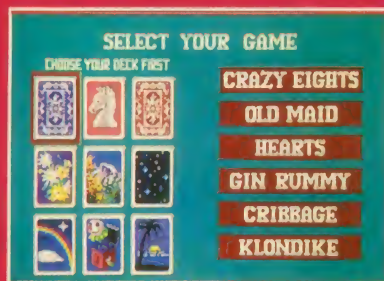 SELECT YOUR GAME
CHOOSE YOUR DECK FIRST
CRAZY EIGHTS
OLD MAID
HEARTS
GIN RUMMY
CRIBBAGE
KLONDIKE